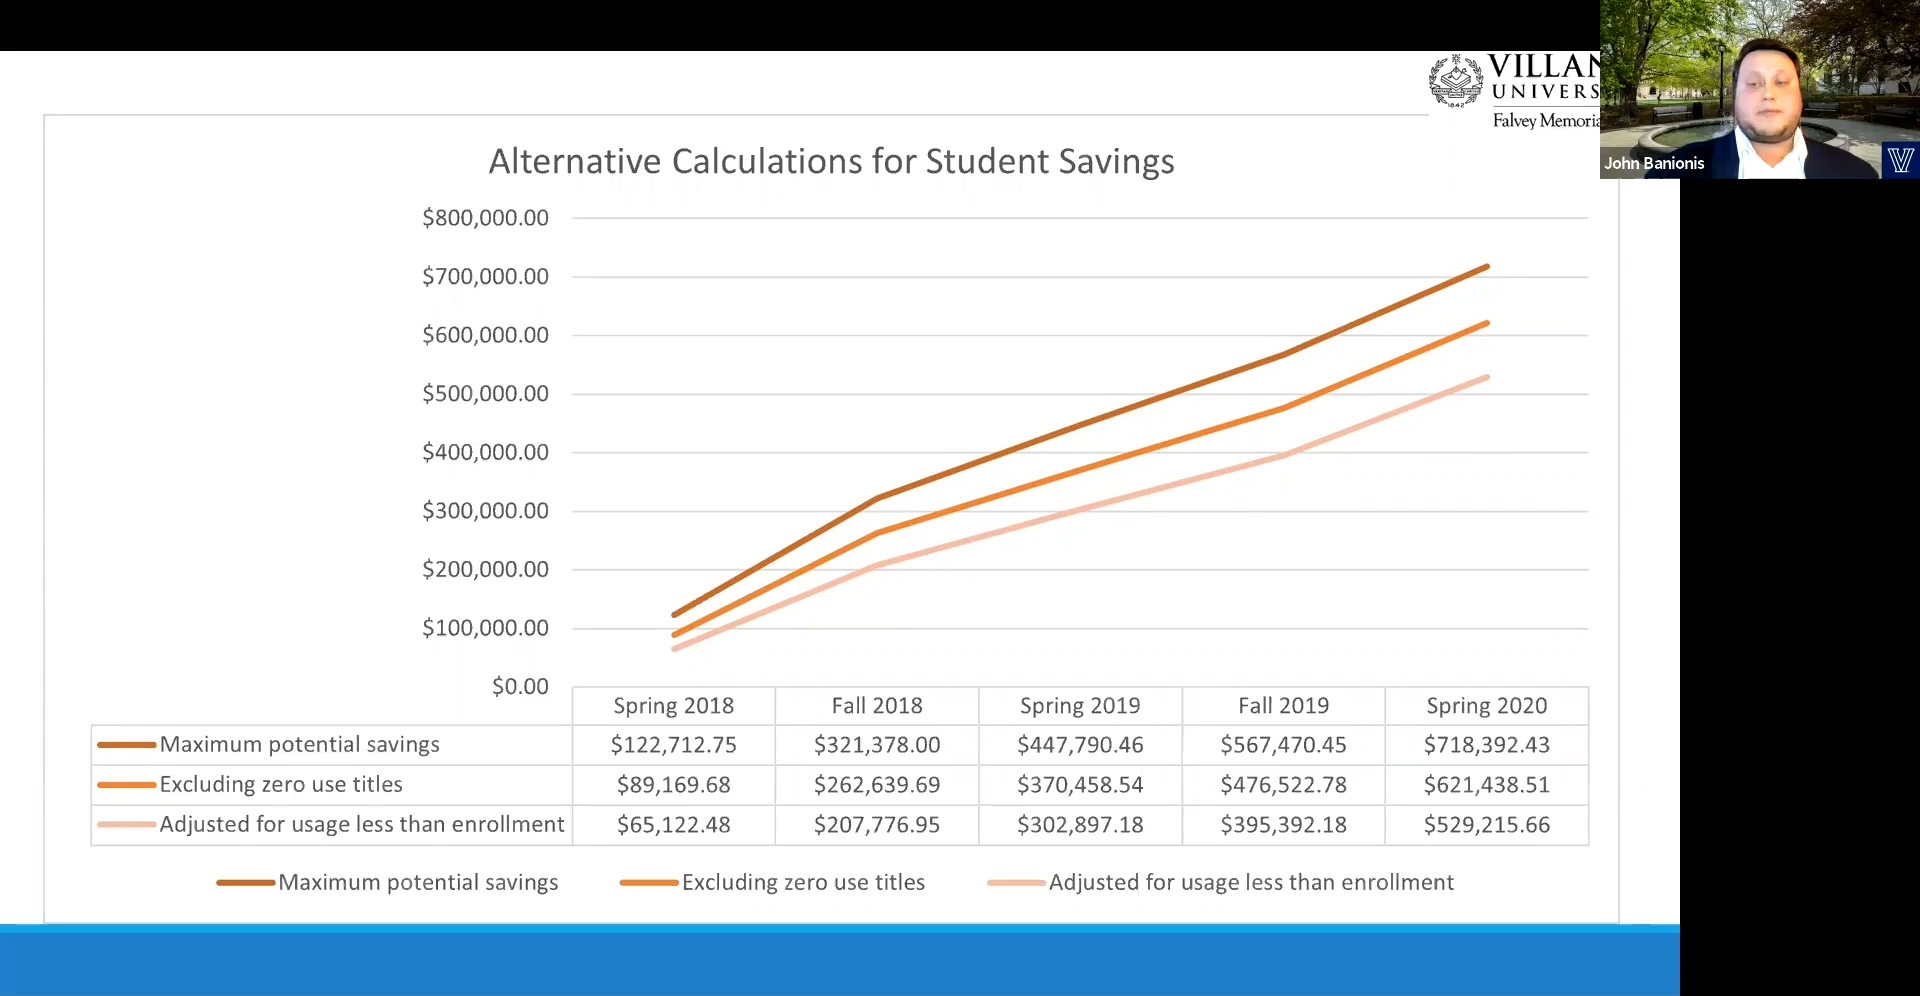 VILLAN
UNIVERS
1842
Falvey Memoria
John Banionis
Alternative Calculations for Student Savings
$800,000.00
$700,000.00
$600,000.00
$500,000.00
$400,000.00
$300,000.00
$200,000.00
$100,000.00
$0.00
Spring 2018 Fall 2018 Spring 2019 Fall 2019 Spring 2020
Maximum potential savings $122,712.75 $321,378.00 $447,790.46 $567,470.45 $718,392.43
Excluding zero use titles $89,169.68 $262,639.69 $370,458.54 $476,522.78 $621,438.51
Adjusted for usage less than enrollment $65,122.48 $207,776.95 $302,897.18 $395,392.18 $529,215.66
Maximum potential savings Excluding zero use titles Adjusted for usage less than enrollment